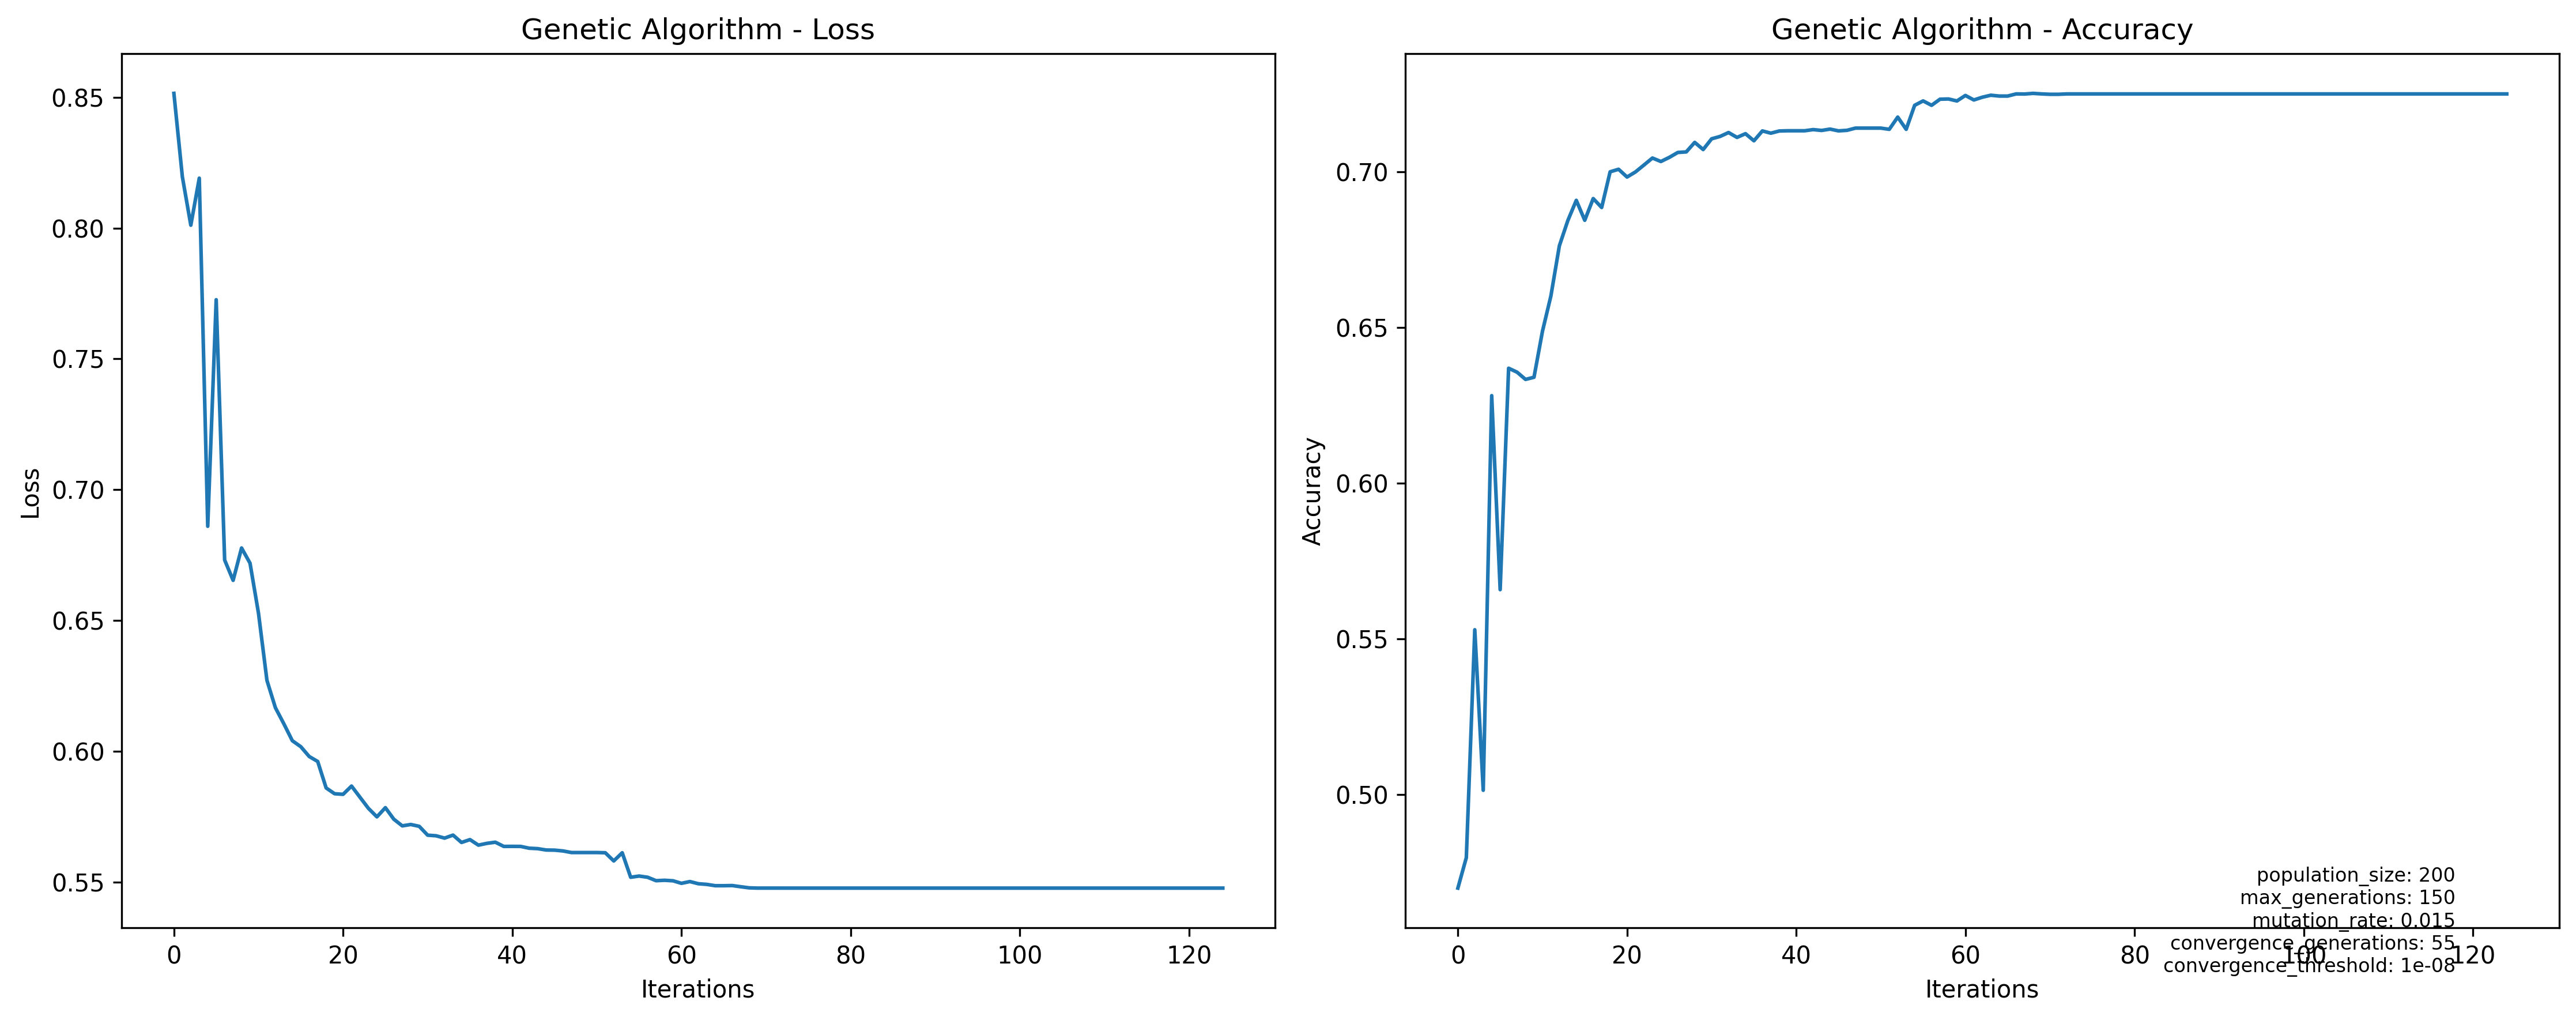 Genetic Algorithm - Loss
0.85
0.80
0.75
0.70
0.65
0.60
0.55
Loss
0 20 40 60 80 100 120
Iterations
Genetic Algorithm - Accuracy
0.70
0.65
0.60
0.55
0.50
Accuracy
population_size: 200
max_generations: 150
mutation_rate: 0.015
convergence_generations: 55
convergence_threshold: 1e-08
0 20 40 60 80 100 120
Iterations